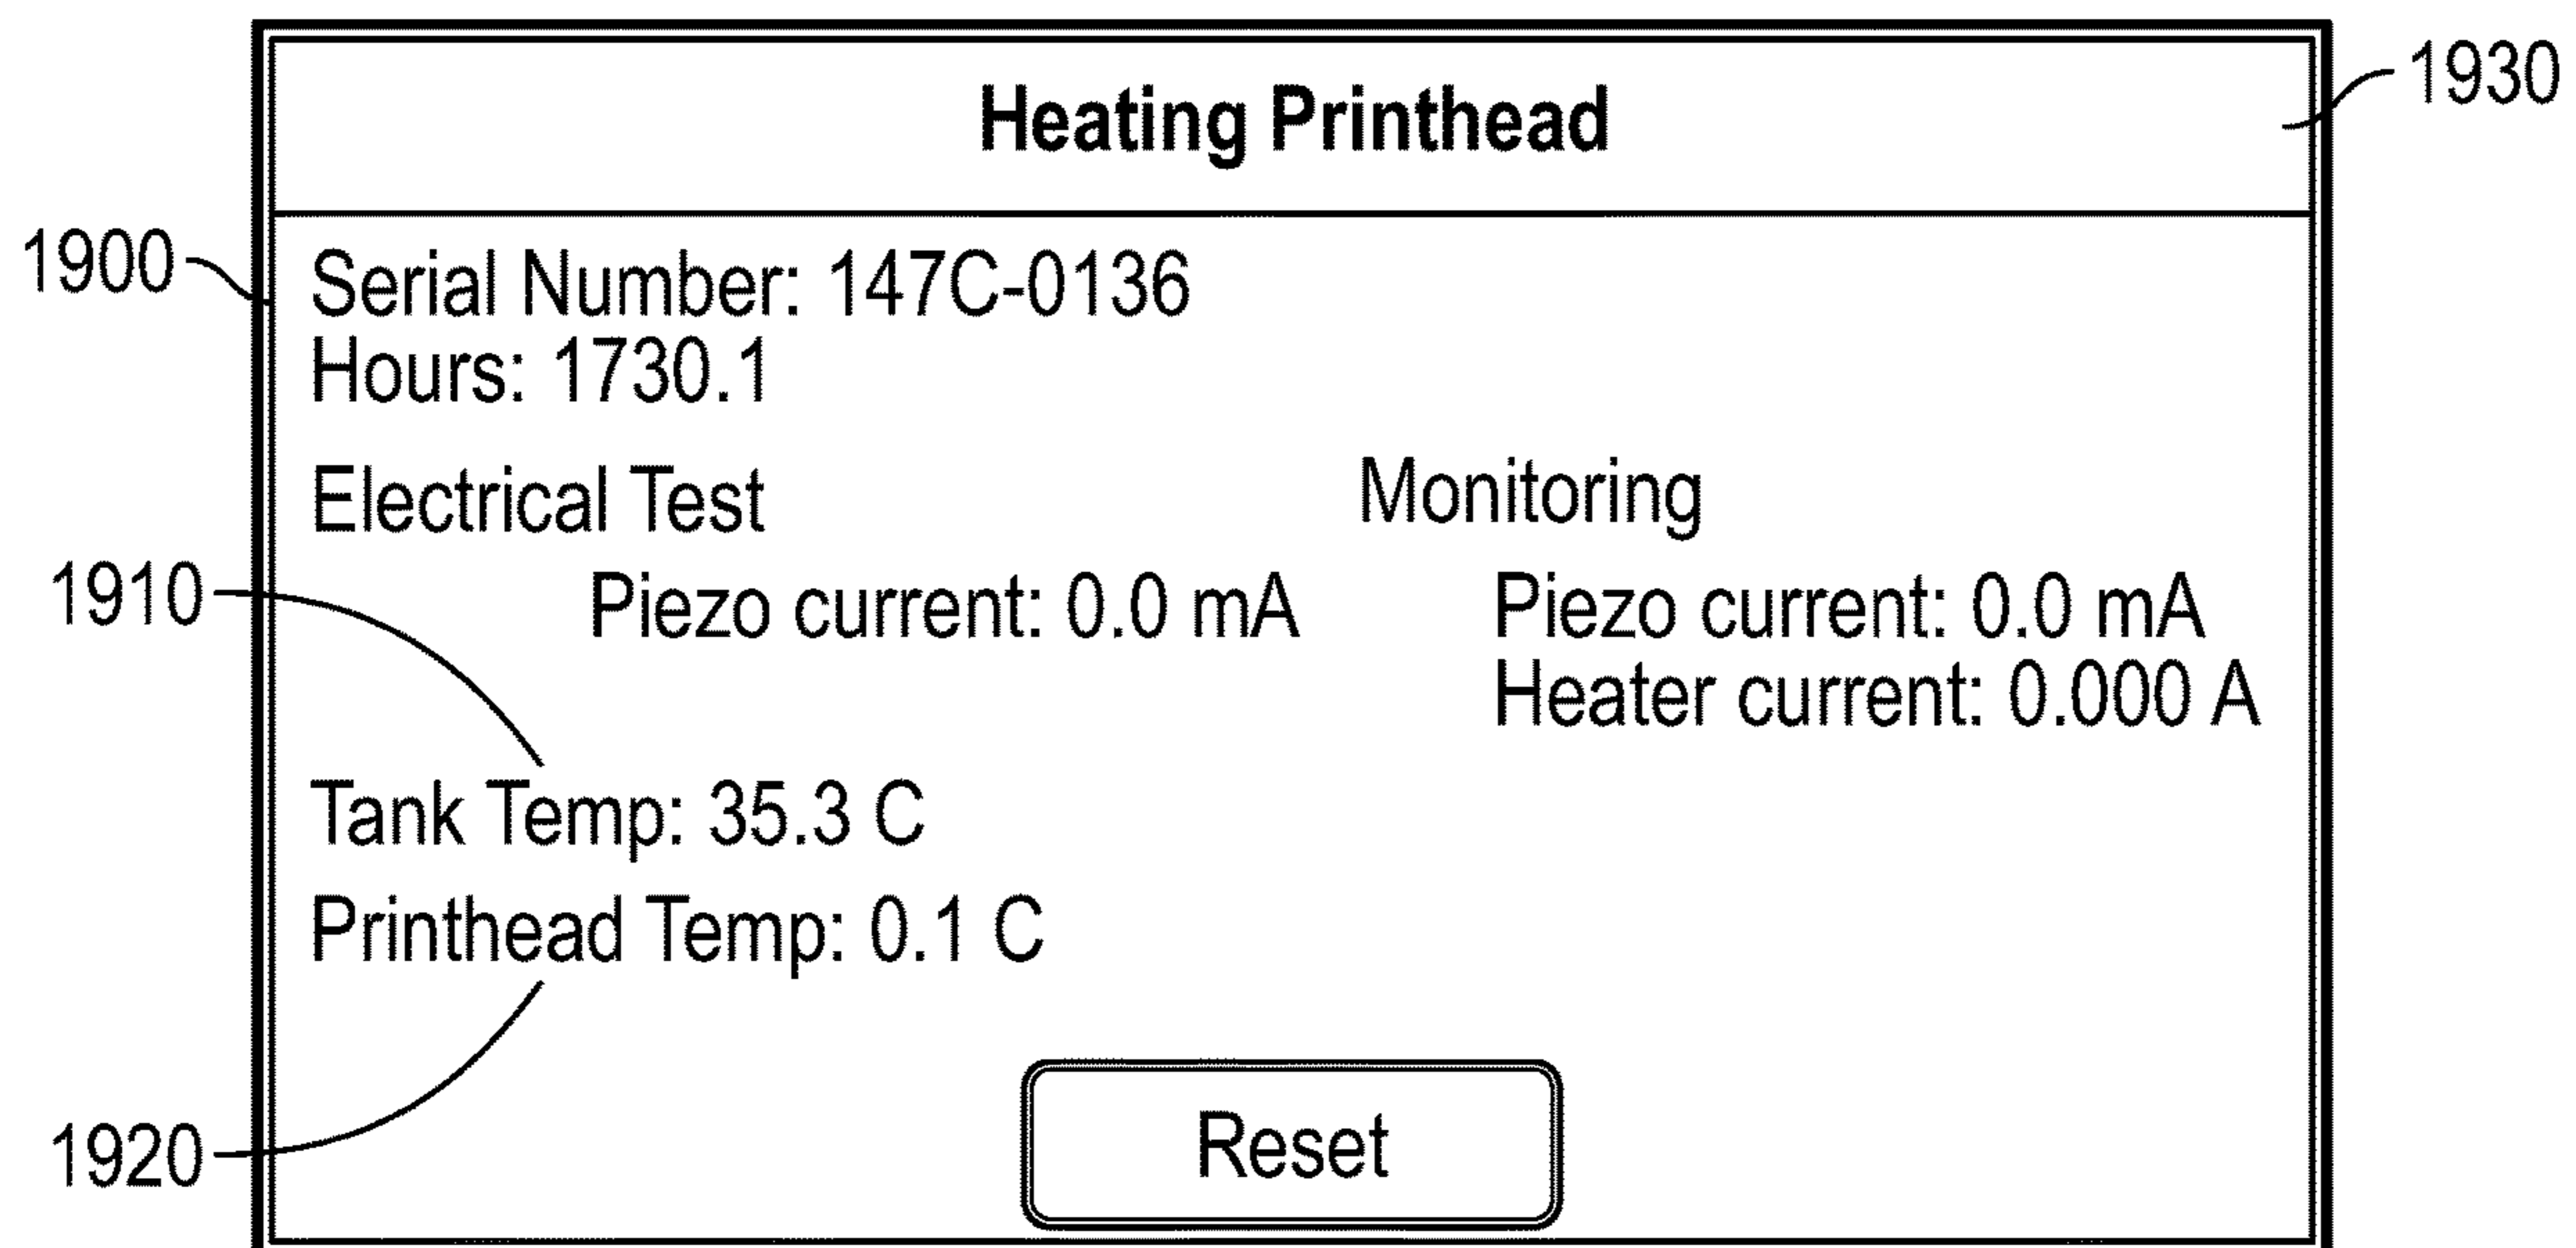 Heating Printhead
1930
1900
Serial Number: 147C-0136
Hours: 1730.1
Electrical Test
Monitoring
1910
Piezo current: 0.0 mA
Piezo current: 0.0 mA
Heater current: 0.000 A
Tank Temp: 35.3 C
Printhead Temp: 0.1 C
1920
Reset